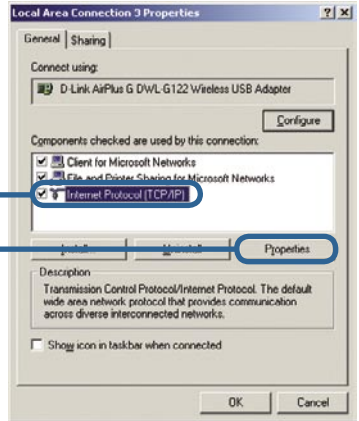 Local Area Connection 3 Properties
General Sharing
Connect using:
D-Link AirPlus G DWL-G122 Wireless USB Adapter
Configure
Components checked are used by this connection:
Client for Microsoft Networks
File and Printer Sharing for Microsoft Networks
Internet Protocol (TCP/IP)
Install... Uninstall Properties
Description
Transmission Control Protocol/Internet Protocol. The default
wide area network protocol that provides communication
across diverse interconnected networks.
Show icon in taskbar when connected
OK Cancel